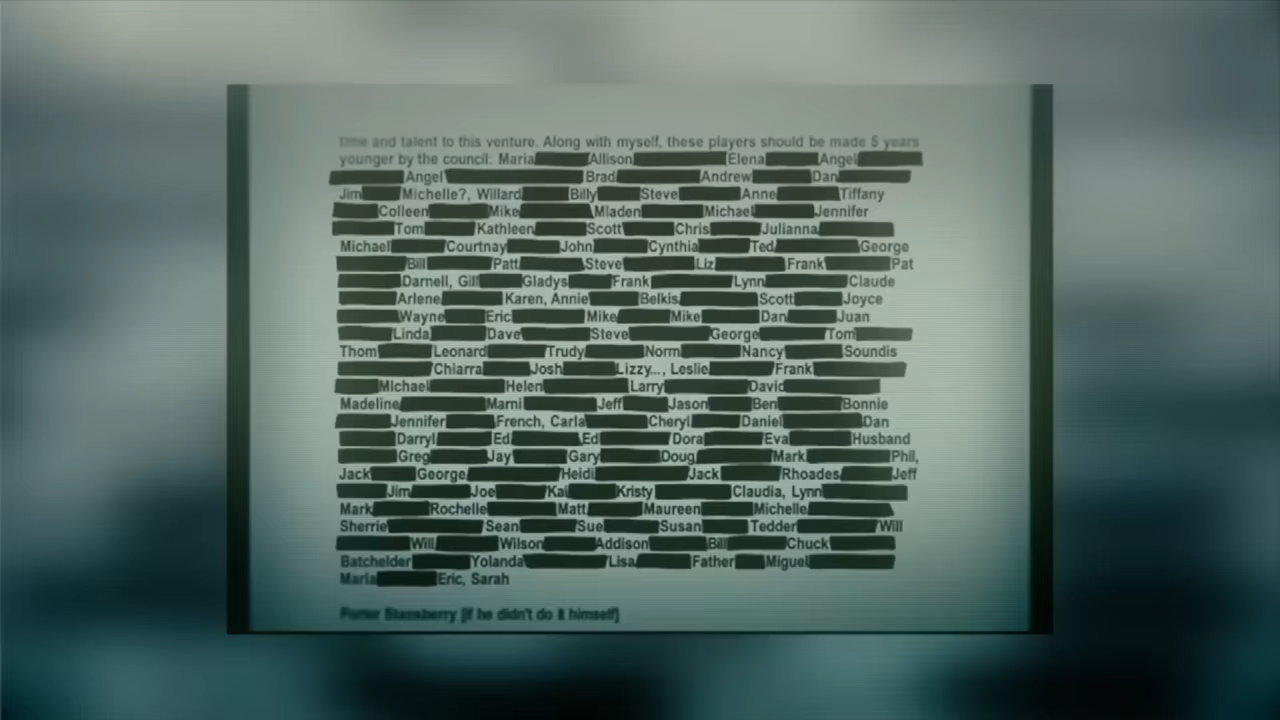 time and talent to this venture. Along with myself, these players should be made 5 years
younger by the council: Maria Allison Elena Angel
Angel Brad Andrew Dan
Jim Michelle?, Willard Billy Steve Anne Tiffany
Colleen Mike Mladen Michael Jennifer
Tom Kathleen Scott Chris Julianna
Michael Courtnay John Cynthia Ted George
Bill Patt Steve Liz Frank Pat
Darnell, Gill Gladys Frank Lynn Claude
Arlene Karen, Annie Belkis Scott Joyce
Wayne Eric Mike Mike Dan Juan
Linda Dave Steve George Tom
Thom Leonard Trudy Norm Nancy Soundis
Chiarra Josh Lizzy..., Leslie Frank
Michael Helen Larry David
Madeline Marni Jeff Jason Ben Bonnie
Jennifer French, Carla Cheryl Daniel Dan
Darryl Ed Ed Dora Eva Husband
Greg Jay Gary Doug Mark Phil,
Jack George Heidi Jack Rhoades Jeff
Jim Joe Kai Kristy Claudia, Lynn
Mark Rochelle Matt Maureen Michelle
Sherrie Sean Sue Susan Tedder Will
Will Wilson Addison Bill Chuck
Batchelder Yolanda Lisa Father Miguel
Maria Eric, Sarah
Porter Stansberry [if he didn't do it himself]